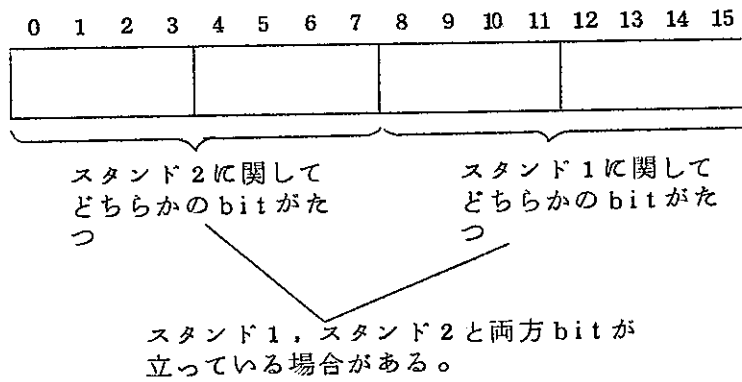 0 1 2 3 4 5 6 7 8 9 10 11 12 13 14 15
スタンド2に関して
どちらかのbitがた
つ
スタンド1に関して
どちらかのbitがた
つ
スタンド1，スタンド2と両方bitが
立っている場合がある。